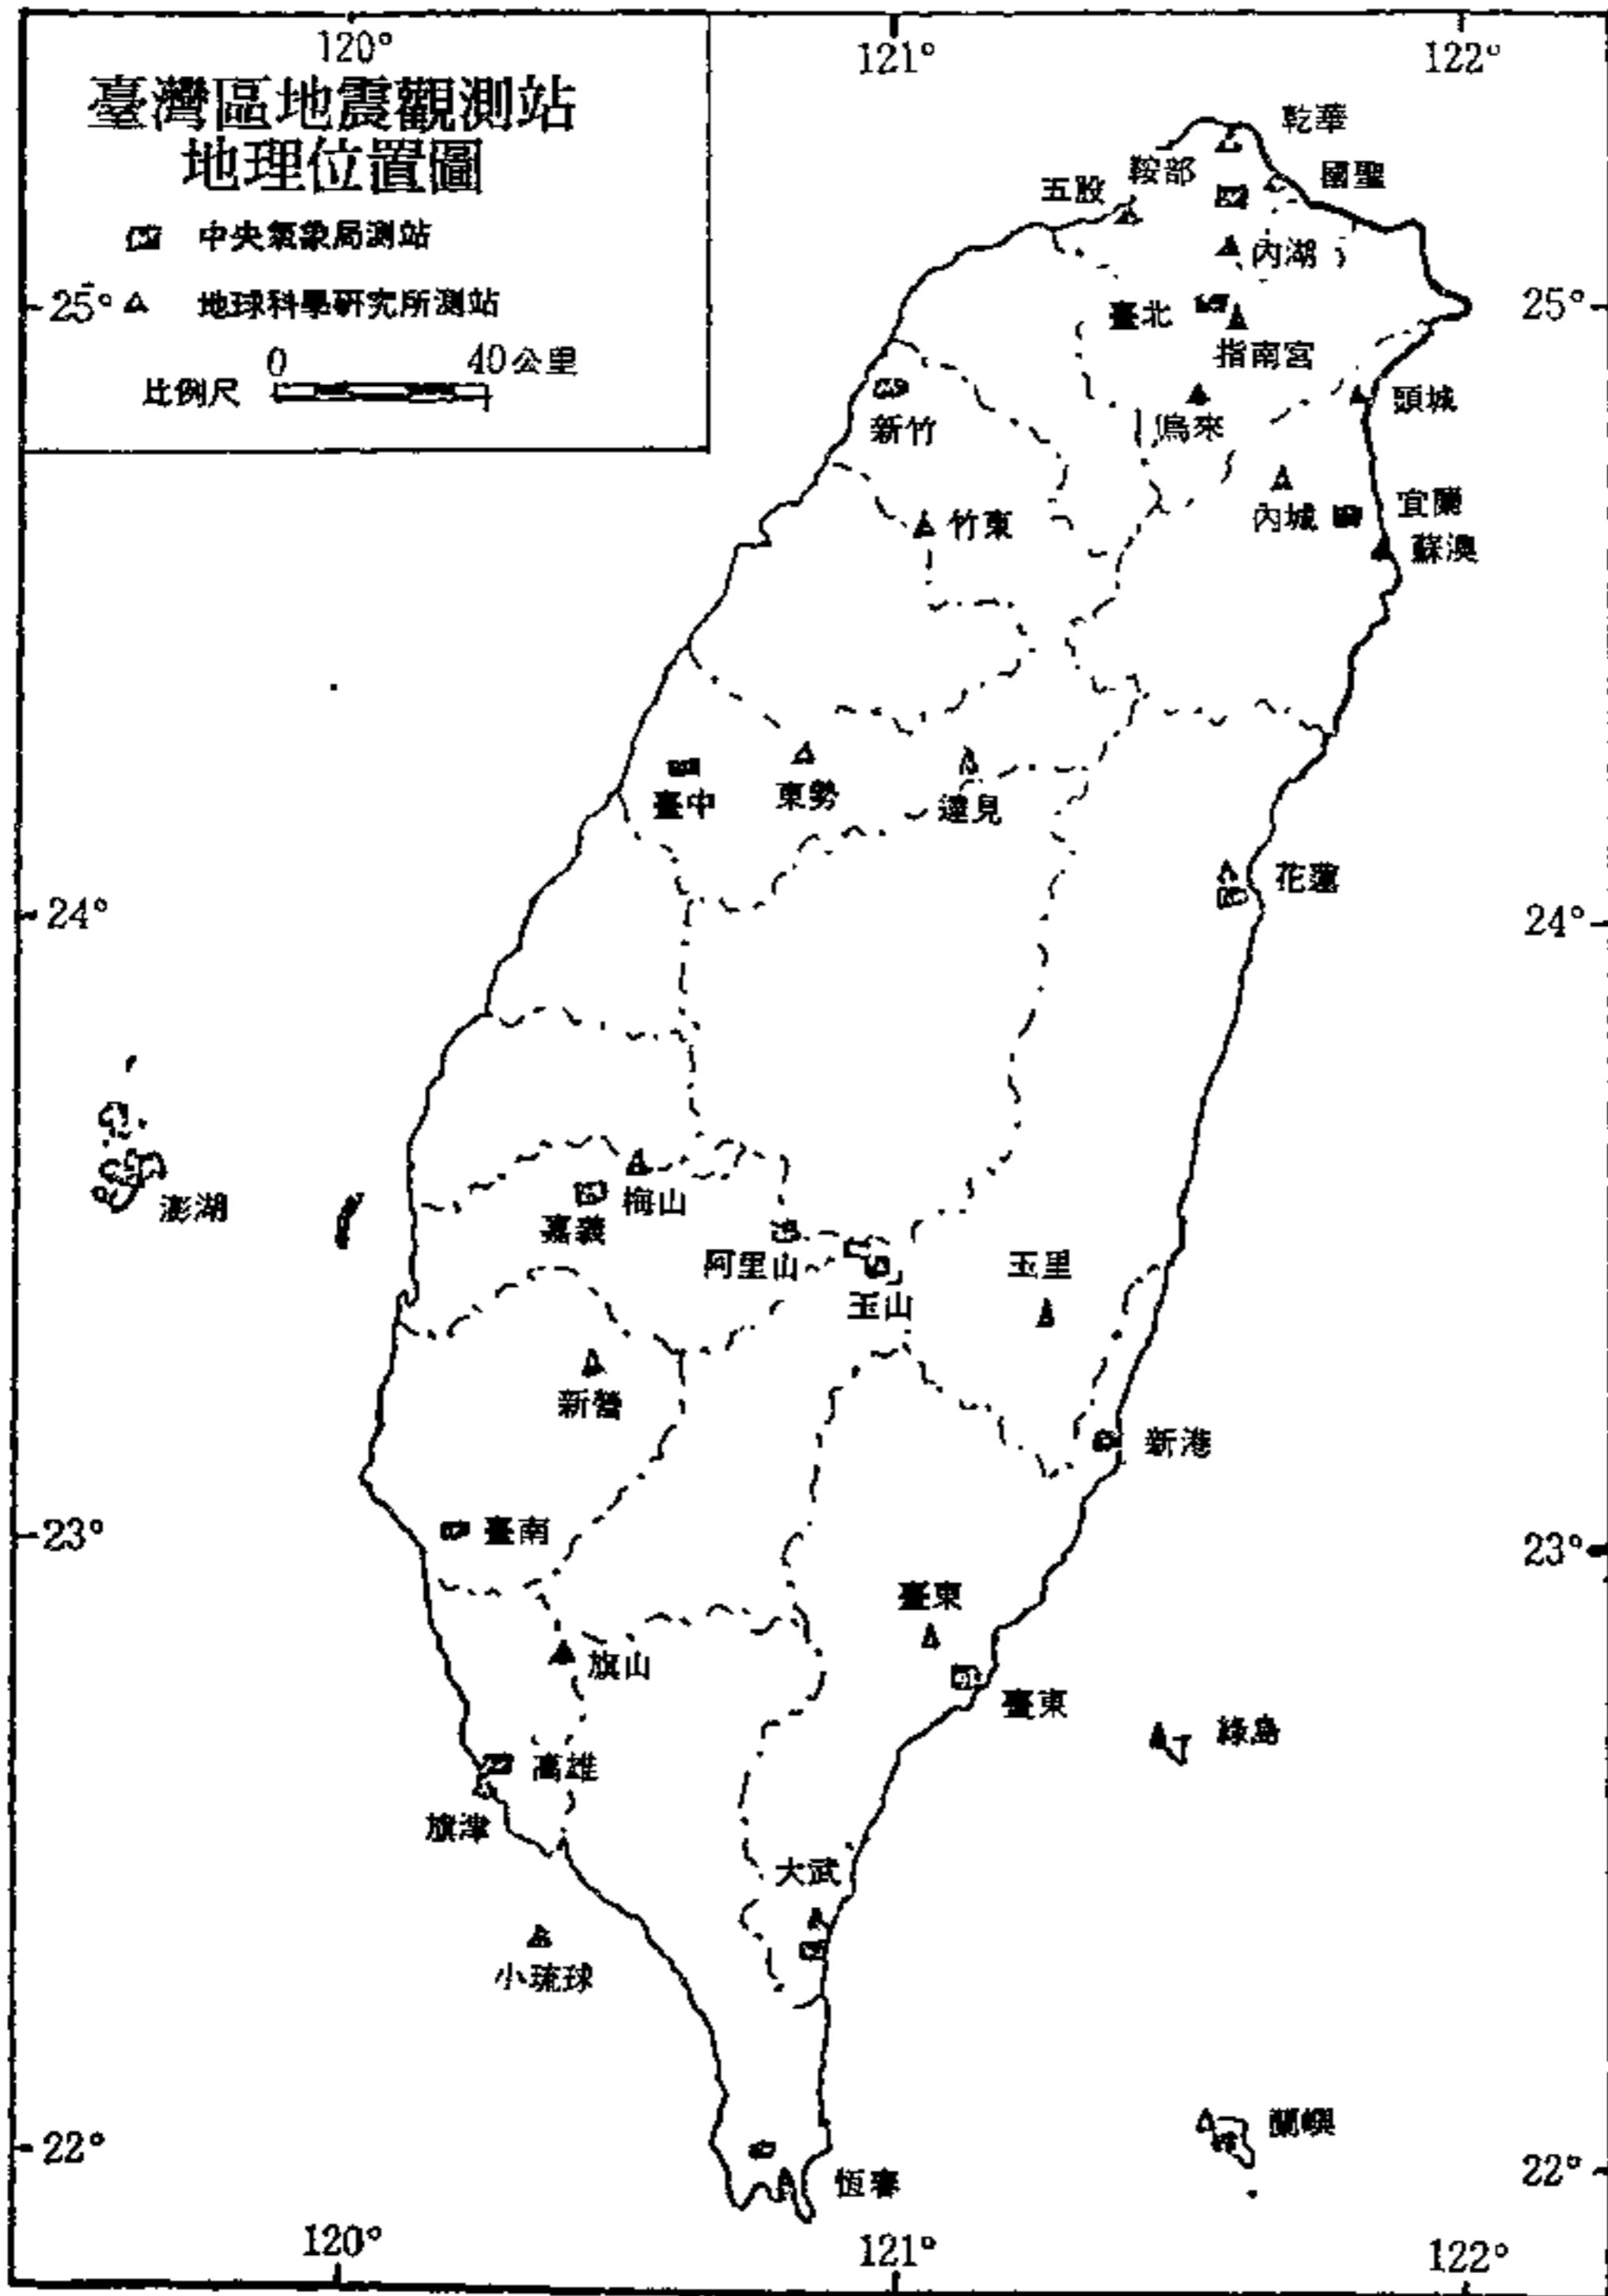 120°
121°
122°
臺灣區地震觀測站
地理位置圖
中央氣象局測站
地球科學研究所測站
0 40公里
比例尺
25°
25°
乾華
鞍部
國聖
五股
內湖
臺北
指南宮
新竹
烏來
頭城
竹東
內城
宜蘭
蘇澳
臺中
東勢
達見
花蓮
24°
24°
澎湖
梅山
嘉義
阿里山
玉山
玉里
新營
新港
23°
臺南
23°
臺東
旗山
臺東
綠島
高雄
旗津
大武
小琉球
蘭嶼
22°
恆春
22°
120°
121°
122°